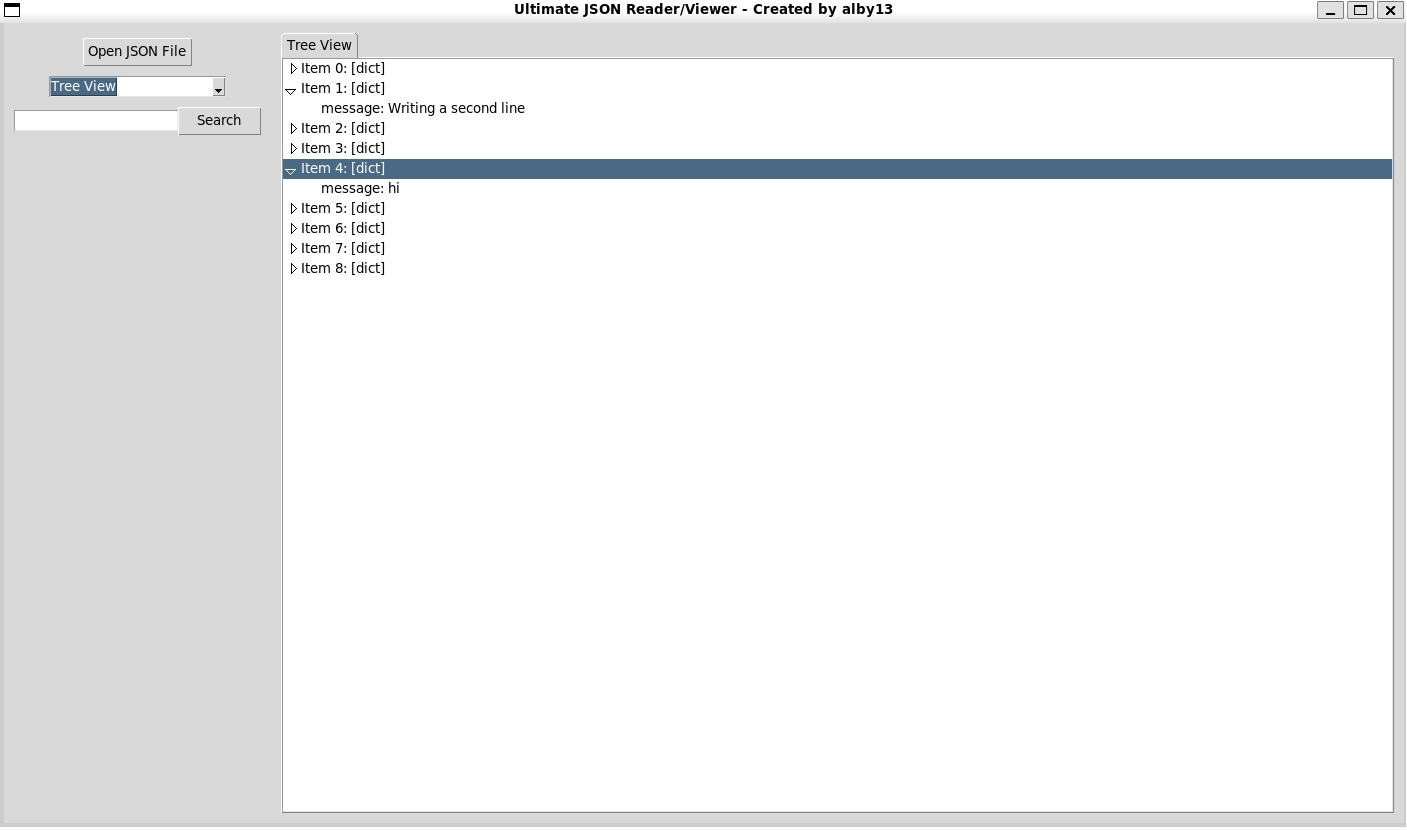 Ultimate JSON Reader/Viewer - Created by alby13
Open JSON File
Tree View
Search
Tree View
Item 0: [dict]
Item 1: [dict]
message: Writing a second line
Item 2: [dict]
Item 3: [dict]
Item 4: [dict]
message: hi
Item 5: [dict]
Item 6: [dict]
Item 7: [dict]
Item 8: [dict]